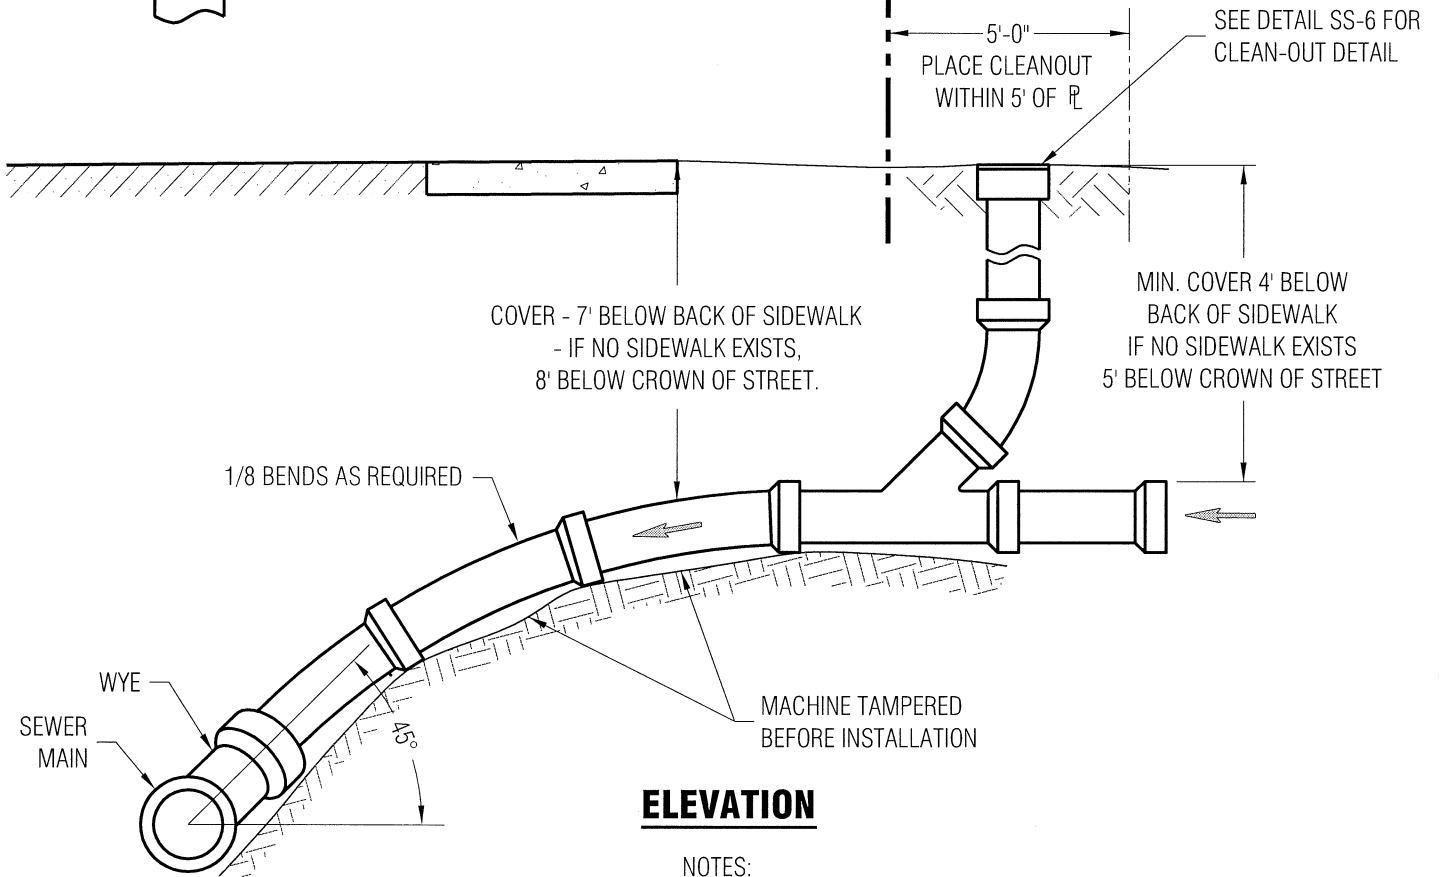 5'-0"
PLACE CLEANOUT
WITHIN 5' OF PL
SEE DETAIL SS-6 FOR
CLEAN-OUT DETAIL
COVER - 7' BELOW BACK OF SIDEWALK
- IF NO SIDEWALK EXISTS,
8' BELOW CROWN OF STREET.
MIN. COVER 4' BELOW
BACK OF SIDEWALK
IF NO SIDEWALK EXISTS
5' BELOW CROWN OF STREET
1/8 BENDS AS REQUIRED
WYE
SEWER
MAIN
45°
MACHINE TAMPERED
BEFORE INSTALLATION
ELEVATION
NOTES: